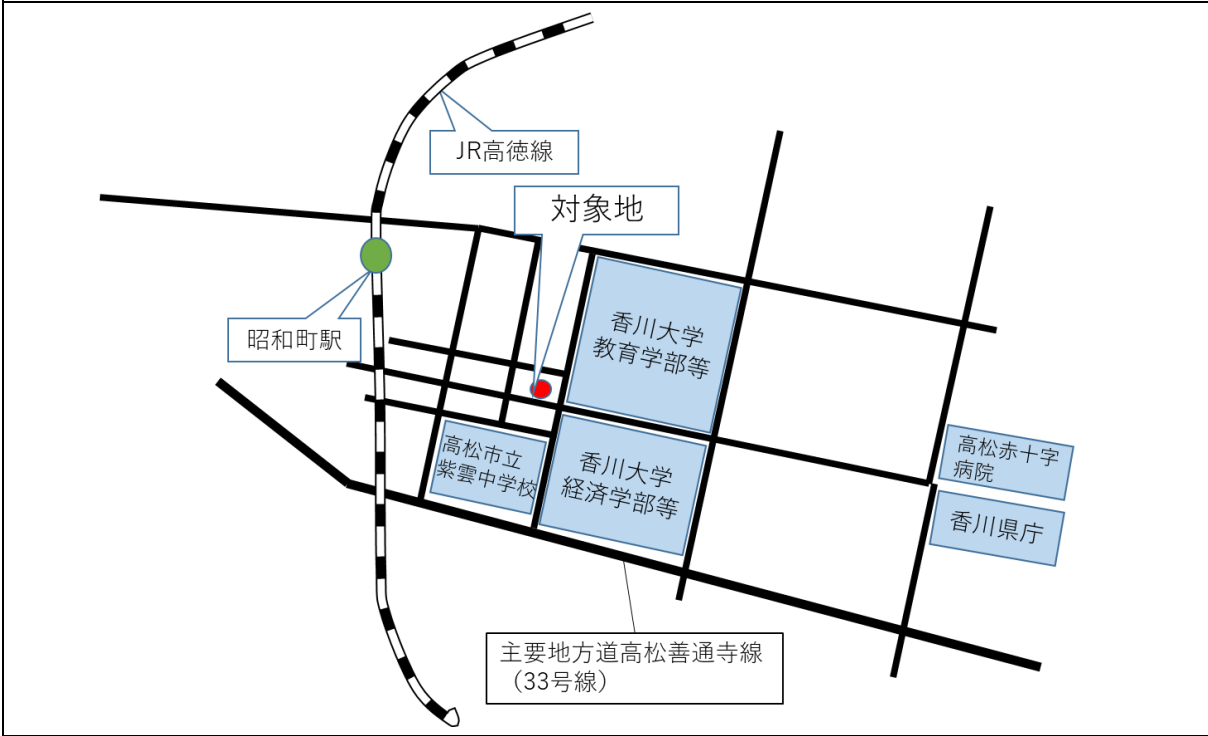 JR高徳線
対象地
昭和町駅
香川大学
教育学部等
高松市立
紫雲中学校
香川大学
経済学部等
高松赤十字
病院
香川県庁
主要地方道高松善通寺線
（33号線）